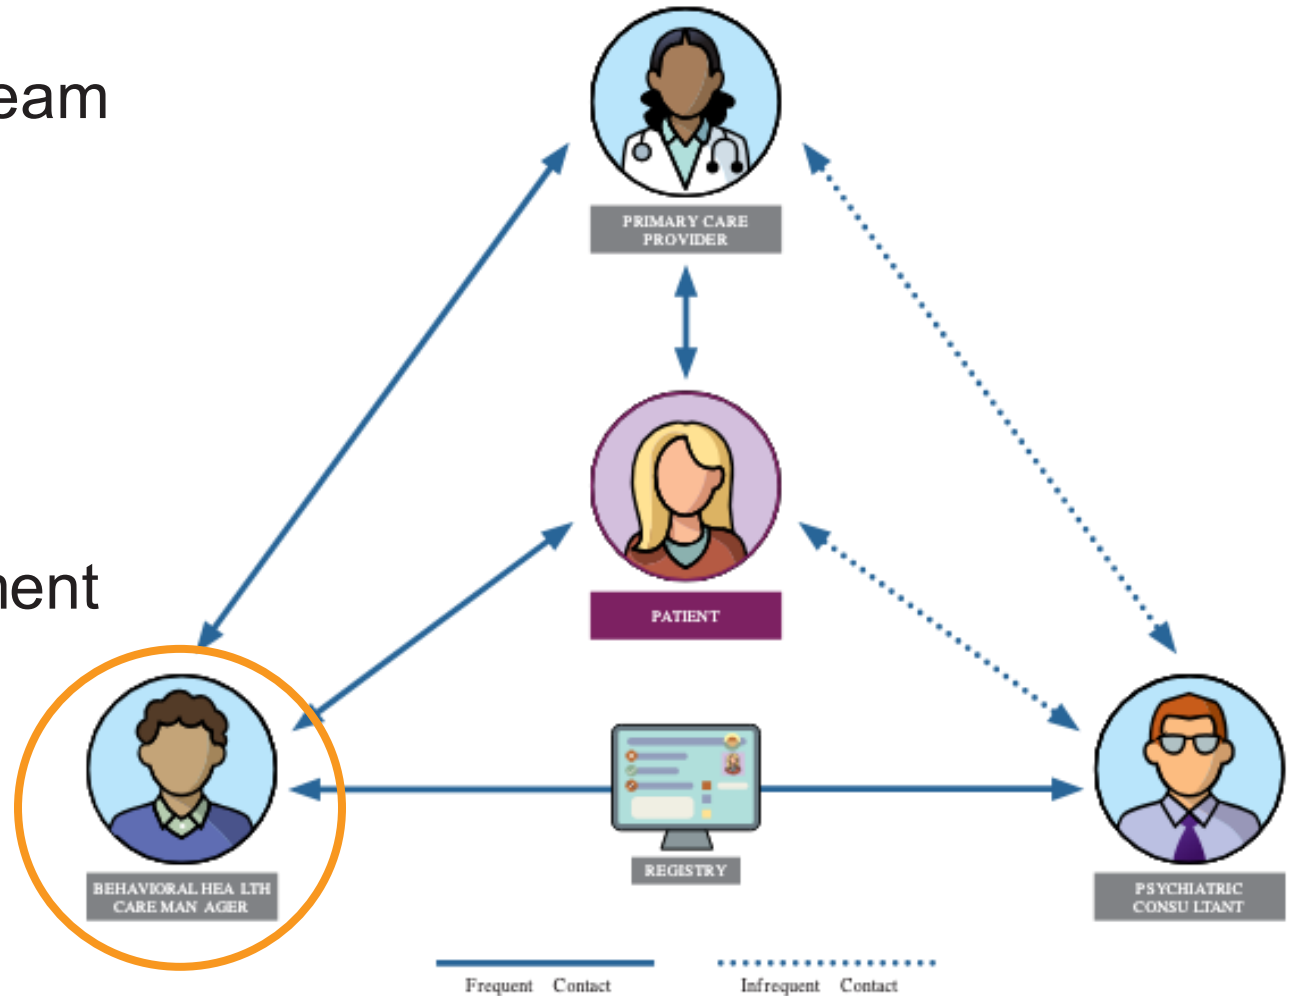 eam
PRIMARY CARE
PROVIDER
PATIENT
nent
BEHAVIORAL HEA LTH
CARE MAN AGER
REGISTRY
PSYCHIATRIC
CONSU LTANT
Frequent Contact
Infrequent Contact